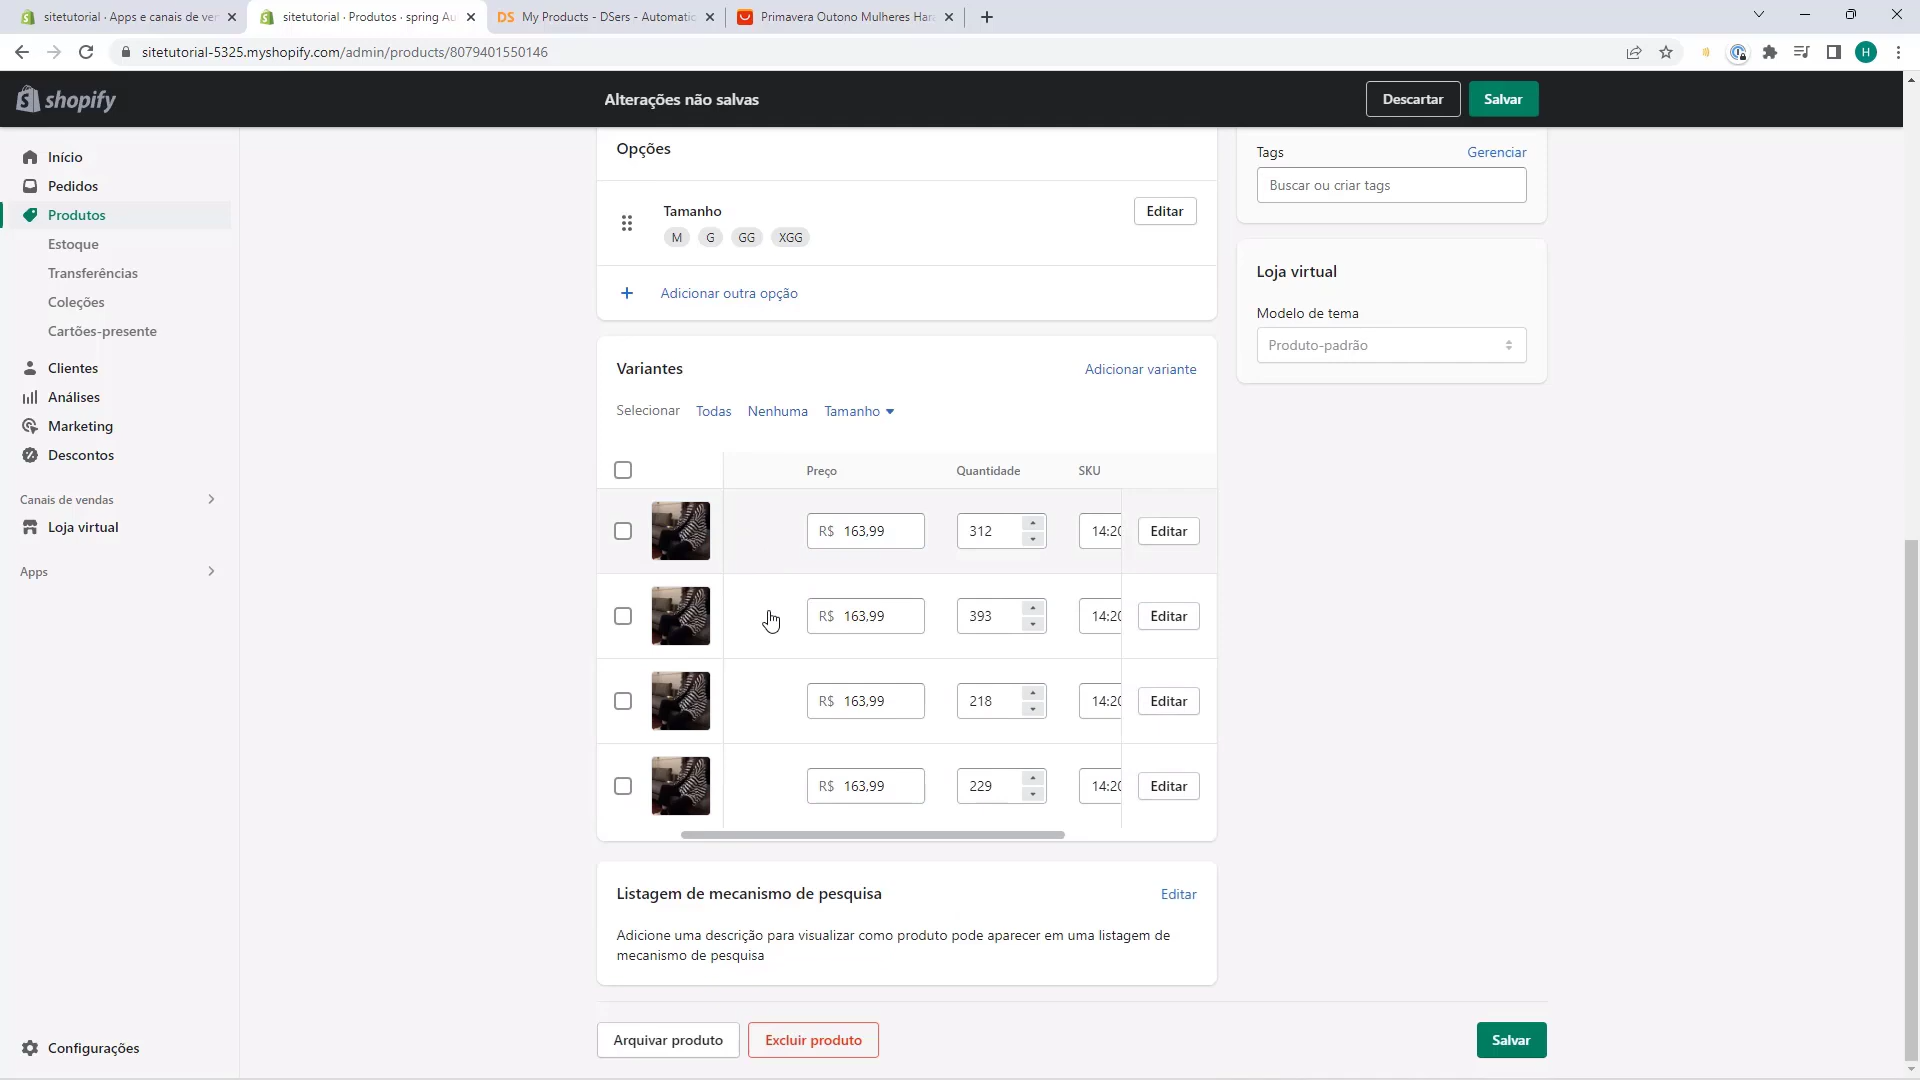 sitetutorial · Apps e canais de ver
sitetutorial · Produtos · spring Au
DS My Products - DSers - Automatic
Primavera Outono Mulheres Hara
sitetutorial-5325.myshopify.com/admin/products/8079401550146
H
shopify
Alterações não salvas
Descartar
Salvar
Início
Pedidos
Produtos
Estoque
Transferências
Coleções
Cartões-presente
Clientes
Análises
Marketing
Descontos
Canais de vendas
Loja virtual
Apps
Configurações
Opções
Tamanho
Editar
M G GG XGG
Adicionar outra opção
Variantes
Adicionar variante
Selecionar Todas Nenhuma Tamanho
Preço Quantidade SKU
R$ 163,99 312 14:20 Editar
R$ 163,99 393 14:20 Editar
R$ 163,99 218 14:20 Editar
R$ 163,99 229 14:20 Editar
Listagem de mecanismo de pesquisa
Editar
Adicione uma descrição para visualizar como produto pode aparecer em uma listagem de
mecanismo de pesquisa
Arquivar produto
Excluir produto
Salvar
Tags
Gerenciar
Buscar ou criar tags
Loja virtual
Modelo de tema
Produto-padrão